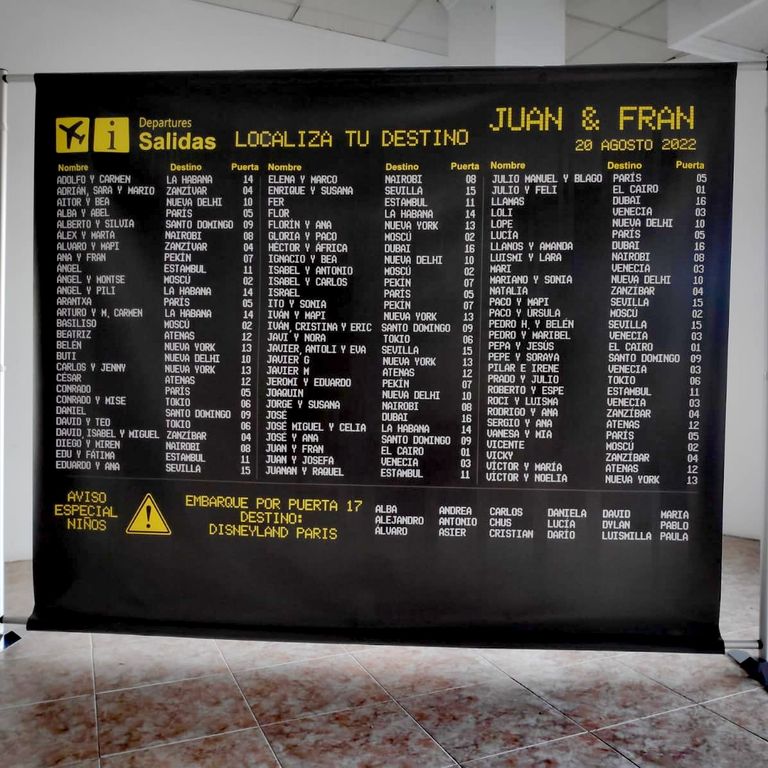 Departures
Salidas
LOCALIZA TU DESTINO
JUAN & FRAN
20 AGOSTO 2022
Nombre Destino Puerta
ADOLFO Y CARMEN LA HABANA 14
ADRIÁN, SARA Y MARIO ZANZÍVAR 04
AITOR Y BEA NUEVA DELHI 10
ALBA Y ABEL PARÍS 05
ALBERTO Y SILVIA SANTO DOMINGO 09
ÁLEX Y MARTA NAIROBI 08
ALVARO Y MAPI ZANZÍVAR 04
ANA Y FRAN PEKÍN 07
ÁNGEL ESTAMBUL 11
ÁNGEL Y MONTSE MOSCÚ 02
ÁNGEL Y PILI LA HABANA 14
ARANTXA PARÍS 05
ARTURO Y M. CARMEN LA HABANA 14
BASILISO MOSCÚ 02
BEATRIZ ATENAS 12
BELÉN NUEVA YORK 13
BUTI NUEVA DELHI 10
CARLOS Y JENNY NUEVA YORK 13
CÉSAR ATENAS 12
CONRADO PARÍS 05
CONRADO Y MISE TOKIO 06
DANIEL SANTO DOMINGO 09
DAVID Y TEO TOKIO 06
DAVID, ISABEL Y MIGUEL ZANZÍBAR 04
DIEGO Y MIREN NAIROBI 08
EDU Y FÁTIMA ESTAMBUL 11
EDUARDO Y ANA SEVILLA 15
Nombre Destino Puerta
ELENA Y MARCO NAIROBI 08
ENRIQUE Y SUSANA SEVILLA 15
FER ESTAMBUL 11
FLOR LA HABANA 14
FLORÍN Y ANA NUEVA YORK 13
GLORIA Y PACO MOSCÚ 02
HÉCTOR Y ÁFRICA DUBAI 16
IGNACIO Y BEA NUEVA DELHI 10
ISABEL Y ANTONIO MOSCÚ 02
ISABEL Y CARLOS PEKÍN 07
ISRAEL PARÍS 05
ITO Y SONIA PEKÍN 07
IVÁN Y MAPI NUEVA YORK 13
IVÁN, CRISTINA Y ERIC SANTO DOMINGO 09
JAVI Y NORA TOKIO 06
JAVIER, ANTOLI Y EVA SEVILLA 15
JAVIER G NUEVA YORK 13
JAVIER M ATENAS 12
JEROMI Y EDUARDO PEKÍN 07
JOAQUIN NUEVA DELHI 10
JORGE Y SUSANA NAIROBI 08
JOSÉ DUBAI 16
JOSÉ MIGUEL Y CELIA LA HABANA 14
JOSÉ Y ANA SANTO DOMINGO 09
JUAN Y FRAN EL CAIRO 01
JUAN Y JOSEFA VENECIA 03
JUANAN Y RAQUEL ESTAMBUL 11
Nombre Destino Puerta
JULIO MANUEL Y BLAGO PARÍS 05
JULIO Y FELI EL CAIRO 01
LLAMAS DUBAI 16
LOLI VENECIA 03
LOPE NUEVA DELHI 10
LUCÍA PARÍS 05
LLANOS Y AMANDA DUBAI 16
LUISMI Y LARA NAIROBI 08
MARI VENECIA 03
MARIANO Y SONIA NUEVA DELHI 10
NATALIA ZANZIBAR 04
PACO Y MAPI SEVILLA 15
PACO Y ÚRSULA MOSCÚ 02
PEDRO H. Y BELÉN SEVILLA 15
PEDRO Y MARIBEL VENECIA 03
PEPA Y JESÚS EL CAIRO 01
PEPE Y SORAYA SANTO DOMINGO 09
PILAR E IRENE VENECIA 03
PRADO Y JULIO TOKIO 06
ROBERTO Y ESPE ESTAMBUL 11
ROCI Y LUISMA VENECIA 03
RODRIGO Y ANA ZANZÍBAR 04
SERGIO Y ANA ATENAS 12
VANESA Y MIA PARÍS 05
VICENTE MOSCÚ 02
VICKY ZANZÍBAR 04
VÍCTOR Y MARÍA ATENAS 12
VÍCTOR Y NOELIA NUEVA YORK 13
AVISO
ESPECIAL
NIÑOS
EMBARQUE POR PUERTA 17
DESTINO:
DISNEYLAND PARIS
ALBA ANDREA CARLOS DANIELA DAVID MARIA
ALEJANDRO ANTONIO CHUS LUCÍA DYLAN PABLO
ALVARO ASIER CRISTIAN DARÍO LUISMILLA PAULA